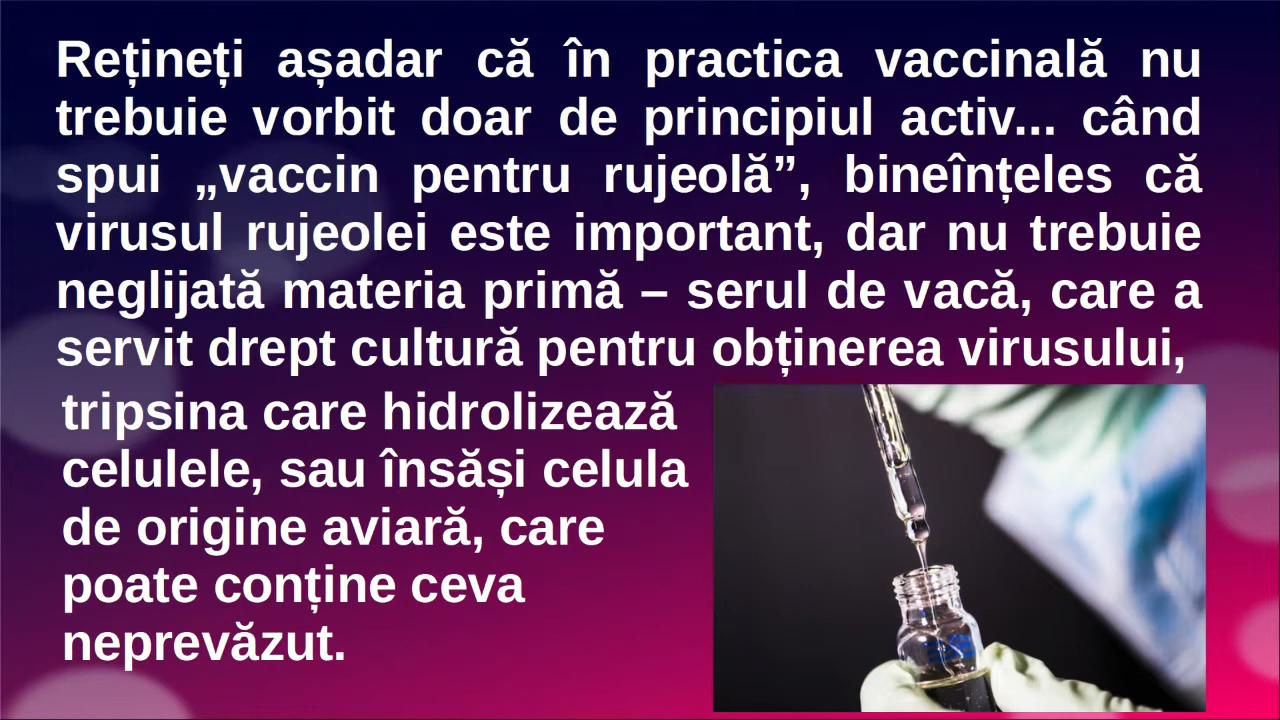 Rețineți așadar că în practica vaccinală nu
trebuie vorbit doar de principiul activ... când
spui „vaccin pentru rujeolă”, bineînțeles că
virusul rujeolei este important, dar nu trebuie
neglijată materia primă – serul de vacă, care a
servit drept cultură pentru obținerea virusului,
tripsina care hidrolizează
celulele, sau însăși celula
de origine aviară, care
poate conține ceva
neprevăzut.